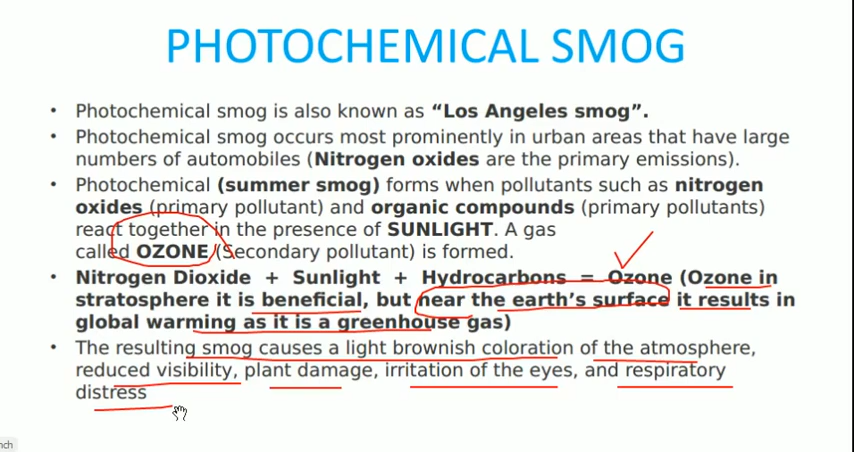 PHOTOCHEMICAL SMOG
• Photochemical smog is also known as “Los Angeles smog”.
• Photochemical smog occurs most prominently in urban areas that have large
numbers of automobiles (Nitrogen oxides are the primary emissions).
• Photochemical (summer smog) forms when pollutants such as nitrogen
oxides (primary pollutant) and organic compounds (primary pollutants)
react together in the presence of SUNLIGHT. A gas
called OZONE (Secondary pollutant) is formed.
• Nitrogen Dioxide + Sunlight + Hydrocarbons = Ozone (Ozone in
stratosphere it is beneficial, but near the earth’s surface it results in
global warming as it is a greenhouse gas)
• The resulting smog causes a light brownish coloration of the atmosphere,
reduced visibility, plant damage, irritation of the eyes, and respiratory
distress
nch